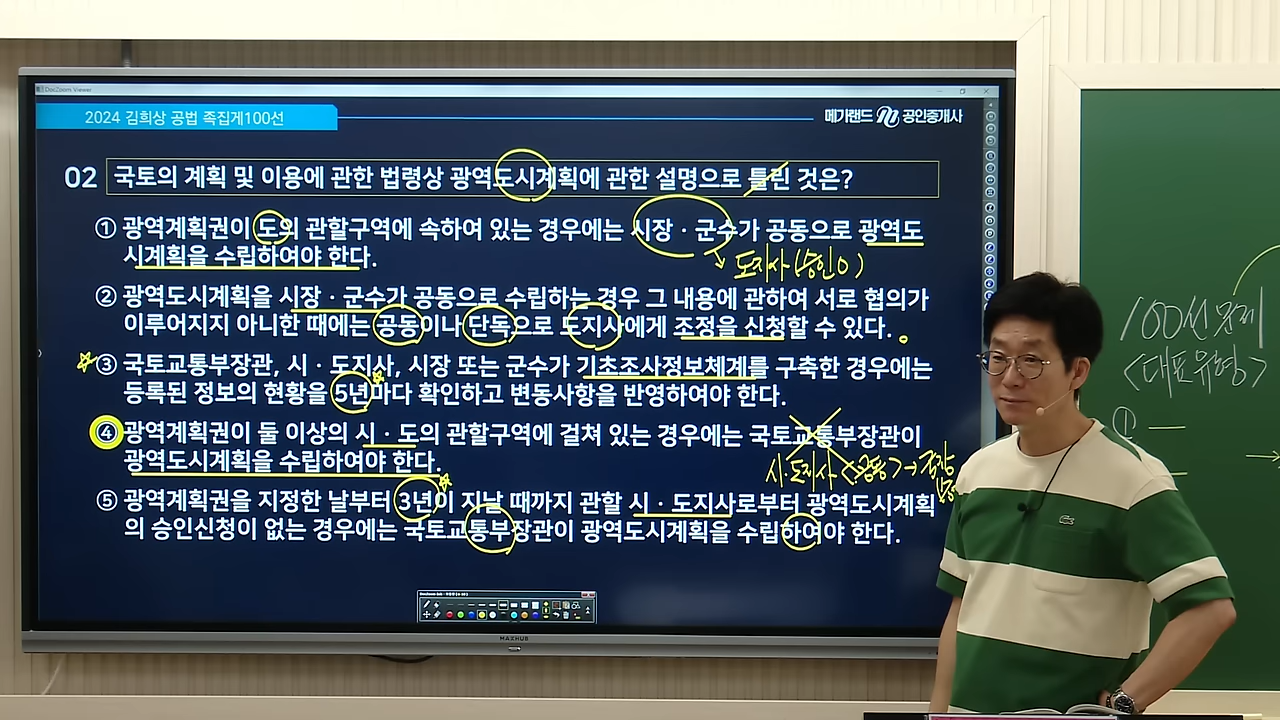 DocZoom Viewer
2024 김희상 공법 족집게100선
메가랜드 공인중개사
02 국토의 계획 및 이용에 관한 법령상 광역도시계획에 관한 설명으로 틀린 것은?
① 광역계획권이 도의 관할구역에 속하여 있는 경우에는 시장 · 군수가 공동으로 광역도
시계획을 수립하여야 한다.
도지사(승인O)
② 광역도시계획을 시장 · 군수가 공동으로 수립하는 경우 그 내용에 관하여 서로 협의가
이루어지지 아니한 때에는 공동이나 단독으로 도지사에게 조정을 신청할 수 있다.
③ 국토교통부장관, 시 · 도지사, 시장 또는 군수가 기초조사정보체계를 구축한 경우에는
등록된 정보의 현황을 5년마다 확인하고 변동사항을 반영하여야 한다.
④ 광역계획권이 둘 이상의 시 · 도의 관할구역에 걸쳐 있는 경우에는 국토교통부장관이
광역도시계획을 수립하여야 한다.
시·도지사 <공동> →
⑤ 광역계획권을 지정한 날부터 3년이 지날 때까지 관할 시 · 도지사로부터 광역도시계획
의 승인신청이 없는 경우에는 국토교통부장관이 광역도시계획을 수립하여야 한다.
MAXHUB
100선 문제
<대표유형>
①